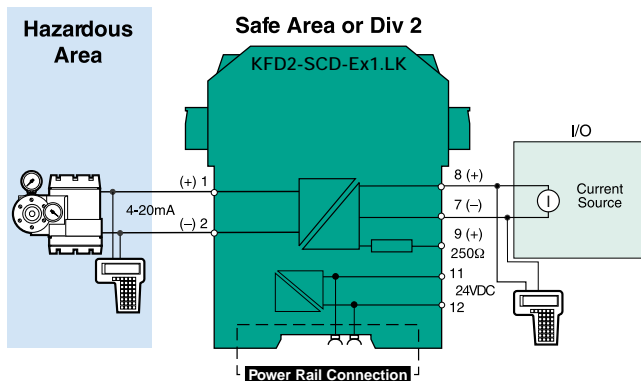 Hazardous
Area
Safe Area or Div 2
KFD2-SCD-Ex1.LK
I/O
(+) 1
8 (+)
Current
Source
I
4-20mA
7 (–)
(–) 2
9 (+)
250Ω
11
24VDC
12
Power Rail Connection